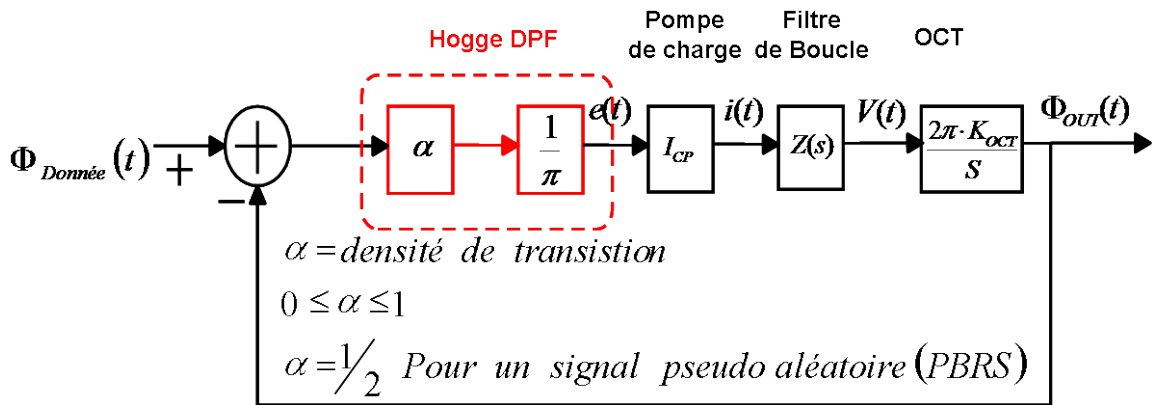 Hogge DPF
Pompe
de charge
Filtre
de Boucle
OCT
Φ_Donnée (t)
+
−
+
α
1/π
e(t)
I_CP
i(t)
Z(s)
V(t)
2π·K_OCT/S
Φ_OUT(t)
α = densité de transistion
0 ≤ α ≤ 1
α = 1/2 Pour un signal pseudo aléatoire (PBRS)